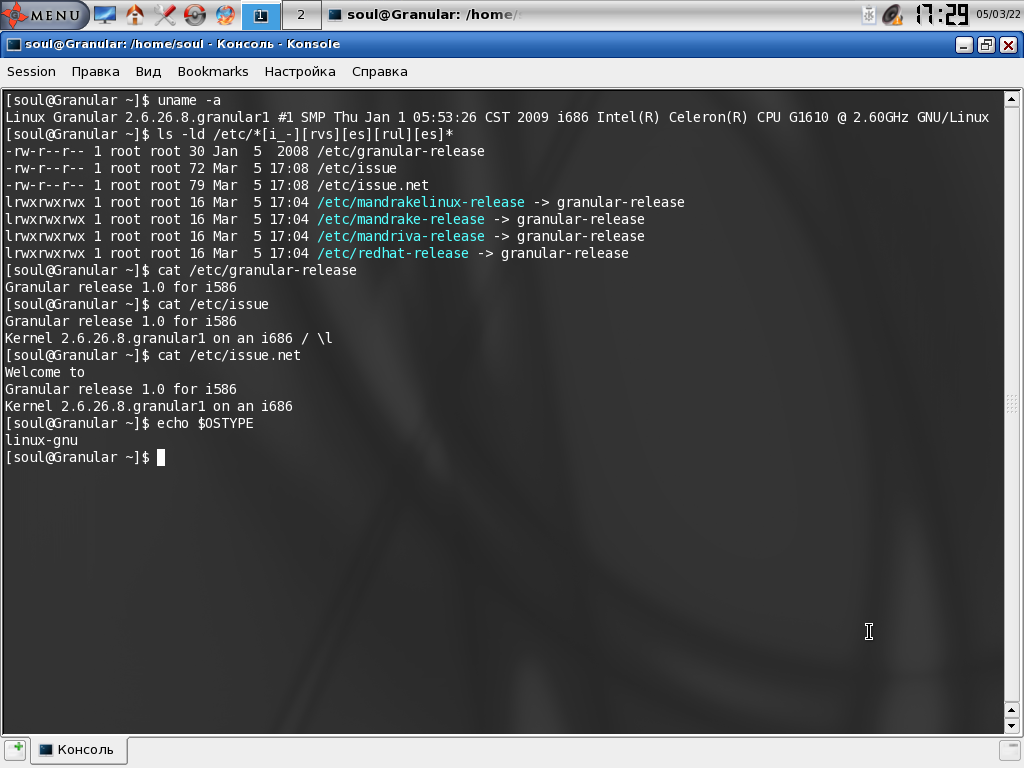 MENU 1 2 soul@Granular: /home/ 17:29 05/03/22
soul@Granular: /home/soul - Консоль - Konsole
Session Правка Вид Bookmarks Настройка Справка
[soul@Granular ~]$ uname -a
Linux Granular 2.6.26.8.granular1 #1 SMP Thu Jan 1 05:53:26 CST 2009 i686 Intel(R) Celeron(R) CPU G1610 @ 2.60GHz GNU/Linux
[soul@Granular ~]$ ls -ld /etc/*[i_-][rvs][es][rul][es]*
-rw-r--r-- 1 root root 30 Jan  5  2008 /etc/granular-release
-rw-r--r-- 1 root root 72 Mar  5 17:08 /etc/issue
-rw-r--r-- 1 root root 79 Mar  5 17:08 /etc/issue.net
lrwxrwxrwx 1 root root 16 Mar  5 17:04 /etc/mandrakelinux-release -> granular-release
lrwxrwxrwx 1 root root 16 Mar  5 17:04 /etc/mandrake-release -> granular-release
lrwxrwxrwx 1 root root 16 Mar  5 17:04 /etc/mandriva-release -> granular-release
lrwxrwxrwx 1 root root 16 Mar  5 17:04 /etc/redhat-release -> granular-release
[soul@Granular ~]$ cat /etc/granular-release
Granular release 1.0 for i586
[soul@Granular ~]$ cat /etc/issue
Granular release 1.0 for i586
Kernel 2.6.26.8.granular1 on an i686 / \l
[soul@Granular ~]$ cat /etc/issue.net
Welcome to
Granular release 1.0 for i586
Kernel 2.6.26.8.granular1 on an i686
[soul@Granular ~]$ echo $OSTYPE
linux-gnu
[soul@Granular ~]$
Консоль